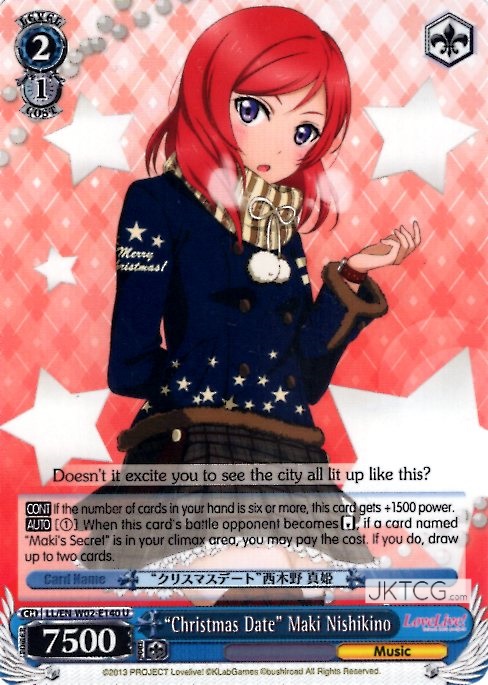 LEVEL
2
1
COST
Merry
Christmas!
Doesn't it excite you to see the city all lit up like this?
CONT If the number of cards in your hand is six or more, this card gets +1500 power.
AUTO [①] When this card's battle opponent becomes, if a card named
"Maki's Secret" is in your climax area, you may pay the cost. If you do, draw
up to two cards.
Card Name "クリスマスデート"西木野 真姫
JKTCG.com
CH LL/EN-W02-E140 U
POWER 7500 SOUL
"Christmas Date" Maki Nishikino
LoveLive!
Music
©2013 PROJECT Lovelive! ©KLabGames ©bushiroad All Rights Reserved.